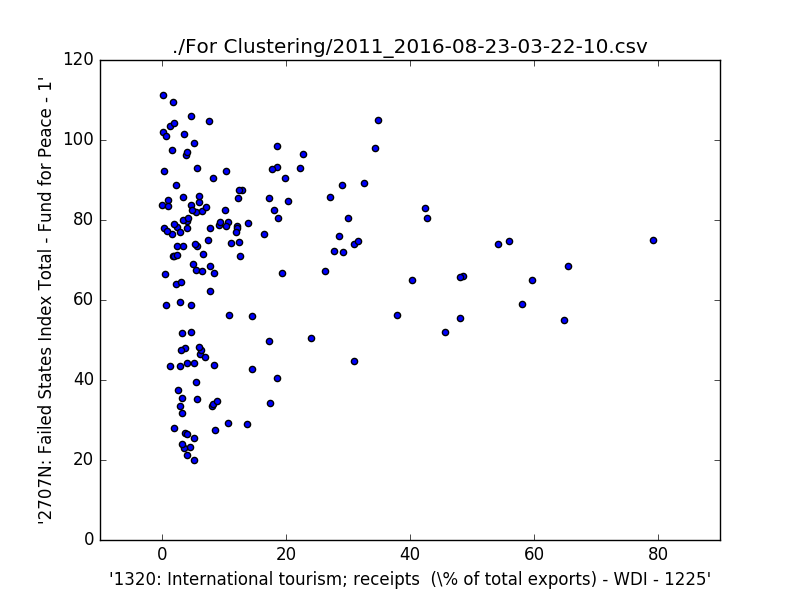 ./For Clustering/2011_2016-08-23-03-22-10.csv
120
100
80
60
40
20
0
'2707N: Failed States Index Total - Fund for Peace - 1'
0 20 40 60 80
'1320: International tourism; receipts  (\% of total exports) - WDI - 1225'